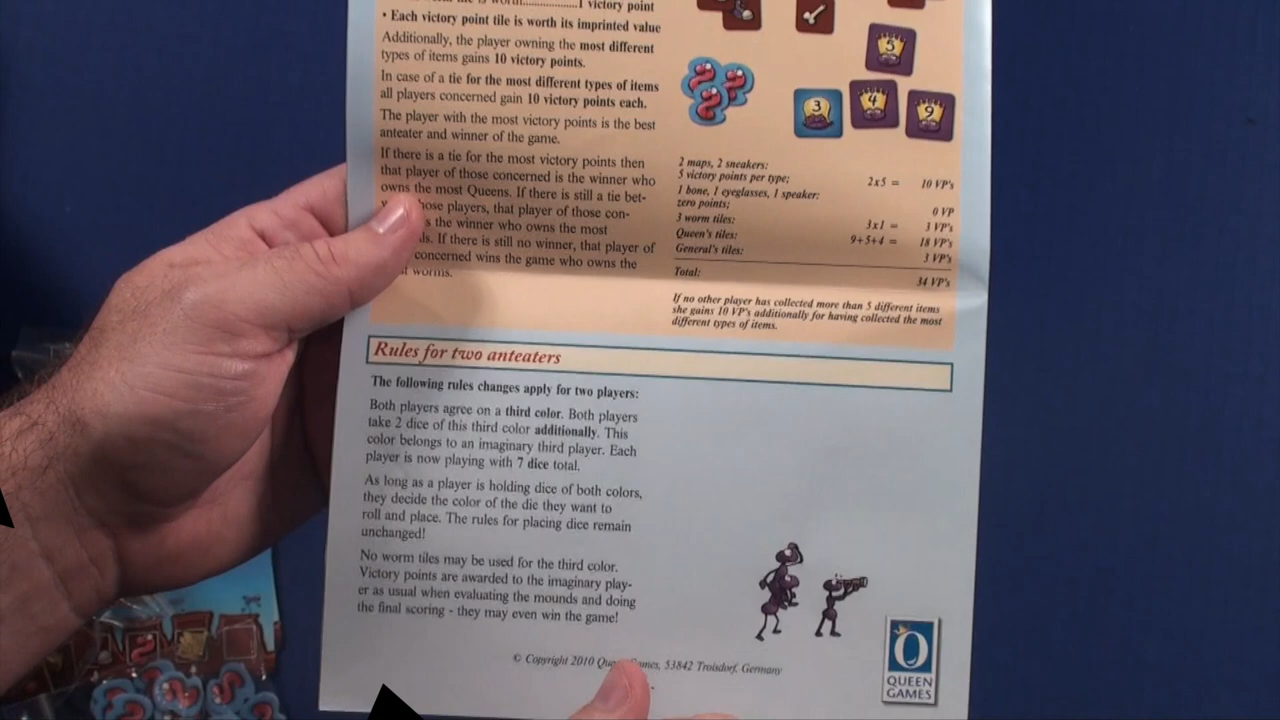 1 victory point
• Each victory point tile is worth its imprinted value
Additionally, the player owning the most different
types of items gains 10 victory points.
In case of a tie for the most different types of items
all players concerned gain 10 victory points each.
The player with the most victory points is the best
anteater and winner of the game.
If there is a tie for the most victory points then
that player of those concerned is the winner who
owns the most Queens. If there is still a tie bet-
those players, that player of those con-
is the winner who owns the most
If there is still no winner, that player of
concerned wins the game who owns the
worms.
5
3
4
9
2 maps, 2 sneakers:
5 victory points per type; 2x5 = 10 VP's
1 bone, 1 eyeglasses, 1 speaker:
zero points; 0 VP
3 worm tiles: 3x1 = 3 VP's
Queen's tiles: 9+5+4 = 18 VP's
General's tiles: 3 VP's
Total: 34 VP's
If no other player has collected more than 5 different items
she gains 10 VP's additionally for having collected the most
different types of items.
Rules for two anteaters
The following rules changes apply for two players:
Both players agree on a third color. Both players
take 2 dice of this third color additionally. This
color belongs to an imaginary third player. Each
player is now playing with 7 dice total.
As long as a player is holding dice of both colors,
they decide the color of the die they want to
roll and place. The rules for placing dice remain
unchanged!
No worm tiles may be used for the third color.
Victory points are awarded to the imaginary play-
er as usual when evaluating the mounds and doing
the final scoring - they may even win the game!
© Copyright 2010 Queen Games, 53842 Troisdorf, Germany
QUEEN
GAMES